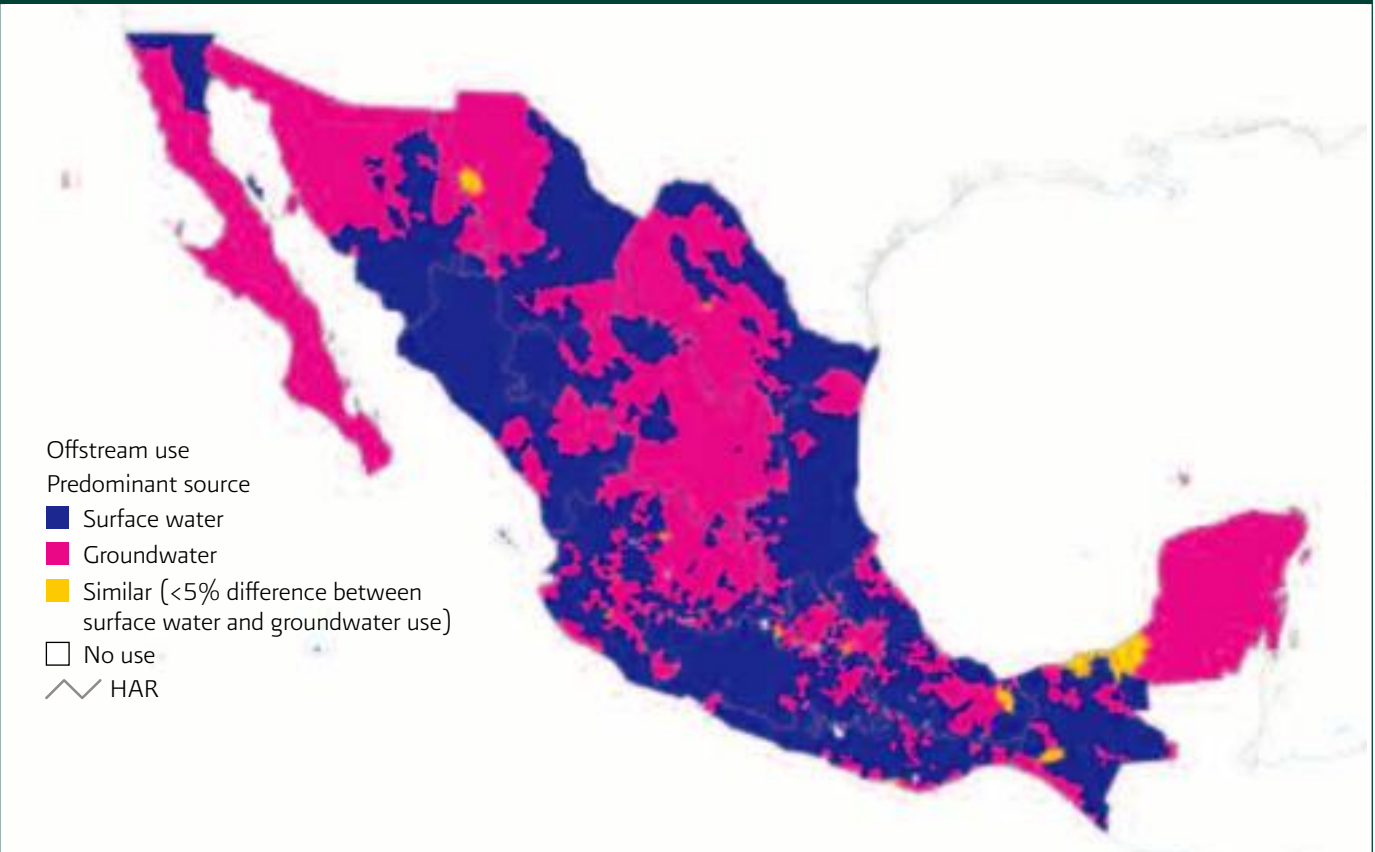 Offstream use
Predominant source
Surface water
Groundwater
Similar (<5% difference between
surface water and groundwater use)
No use
HAR